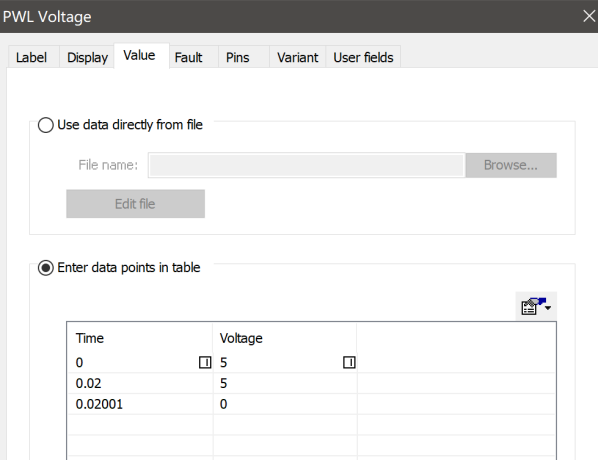 PWL Voltage
Label Display Value Fault Pins Variant User fields
Use data directly from file
File name: Browse...
Edit file
Enter data points in table
Time Voltage
0 5
0.02 5
0.02001 0